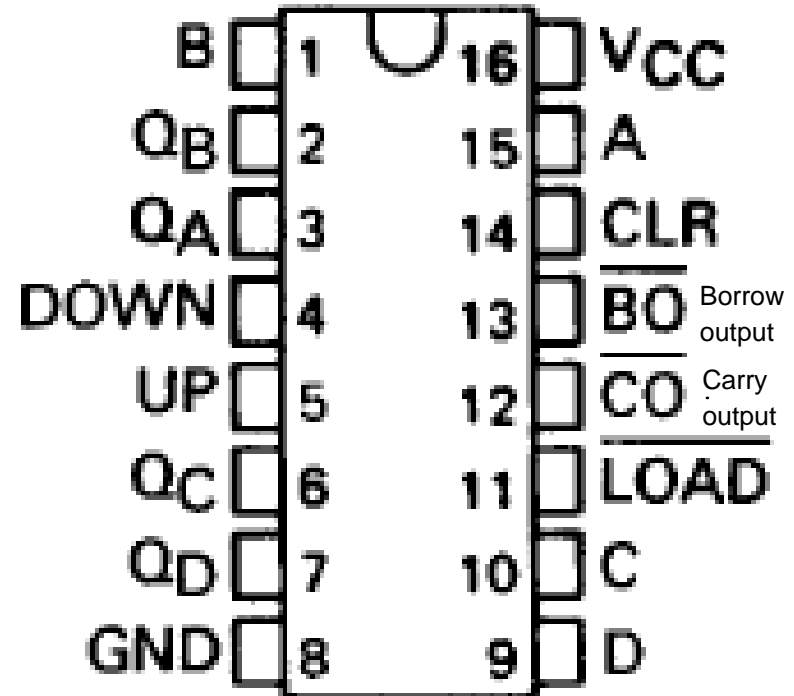 B 1 16 VCC
QB 2 15 A
QA 3 14 CLR
DOWN 4 13 BO Borrow output
UP 5 12 CO Carry output
QC 6 11 LOAD
QD 7 10 C
GND 8 9 D